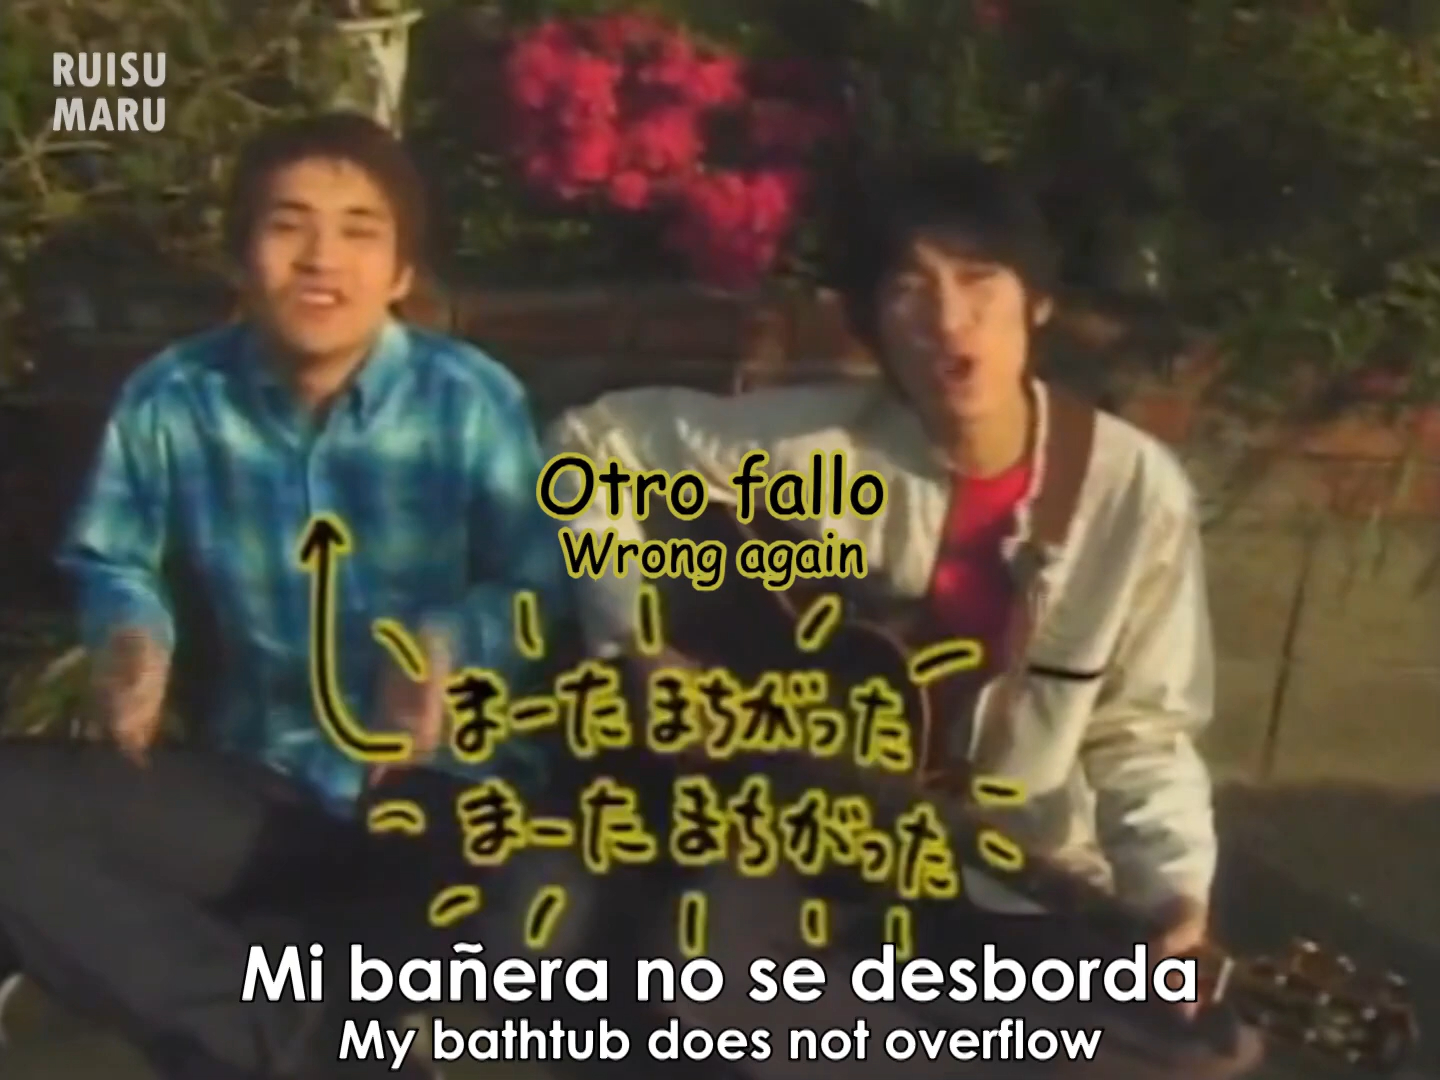 RUISU
MARU
Otro fallo
Wrong again
まーた まちがった
まーた まちがった
Mi bañera no se desborda
My bathtub does not overflow